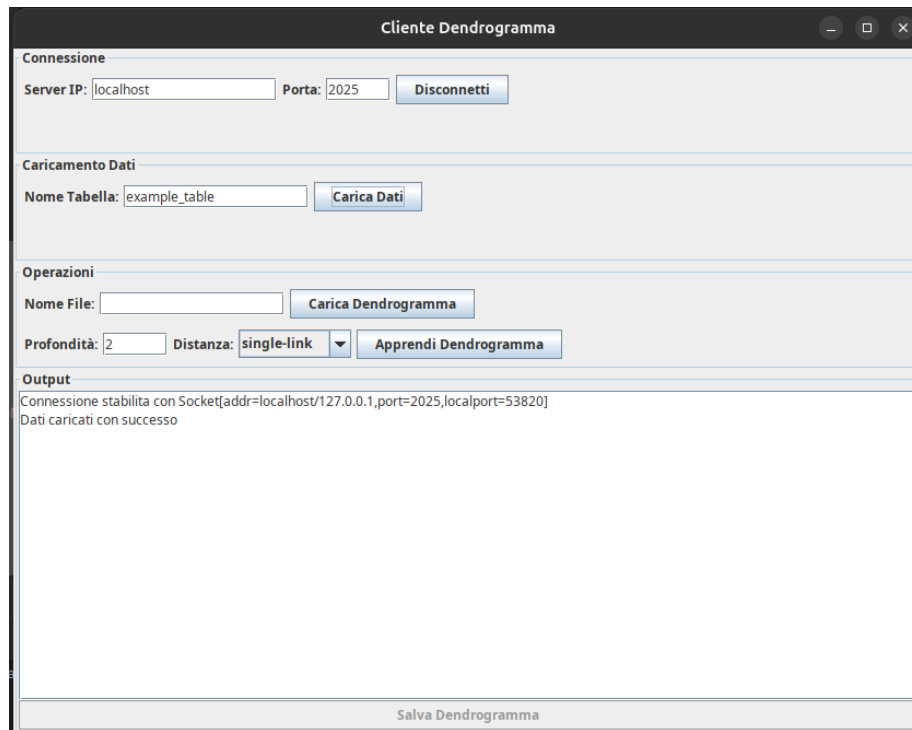 Cliente Dendrogramma
Connessione
Server IP: localhost Porta: 2025 Disconnetti
Caricamento Dati
Nome Tabella: example_table Carica Dati
Operazioni
Nome File: Carica Dendrogramma
Profondità: 2 Distanza: single-link Apprendi Dendrogramma
Output
Connessione stabilita con Socket[addr=localhost/127.0.0.1,port=2025,localport=53820]
Dati caricati con successo
Salva Dendrogramma